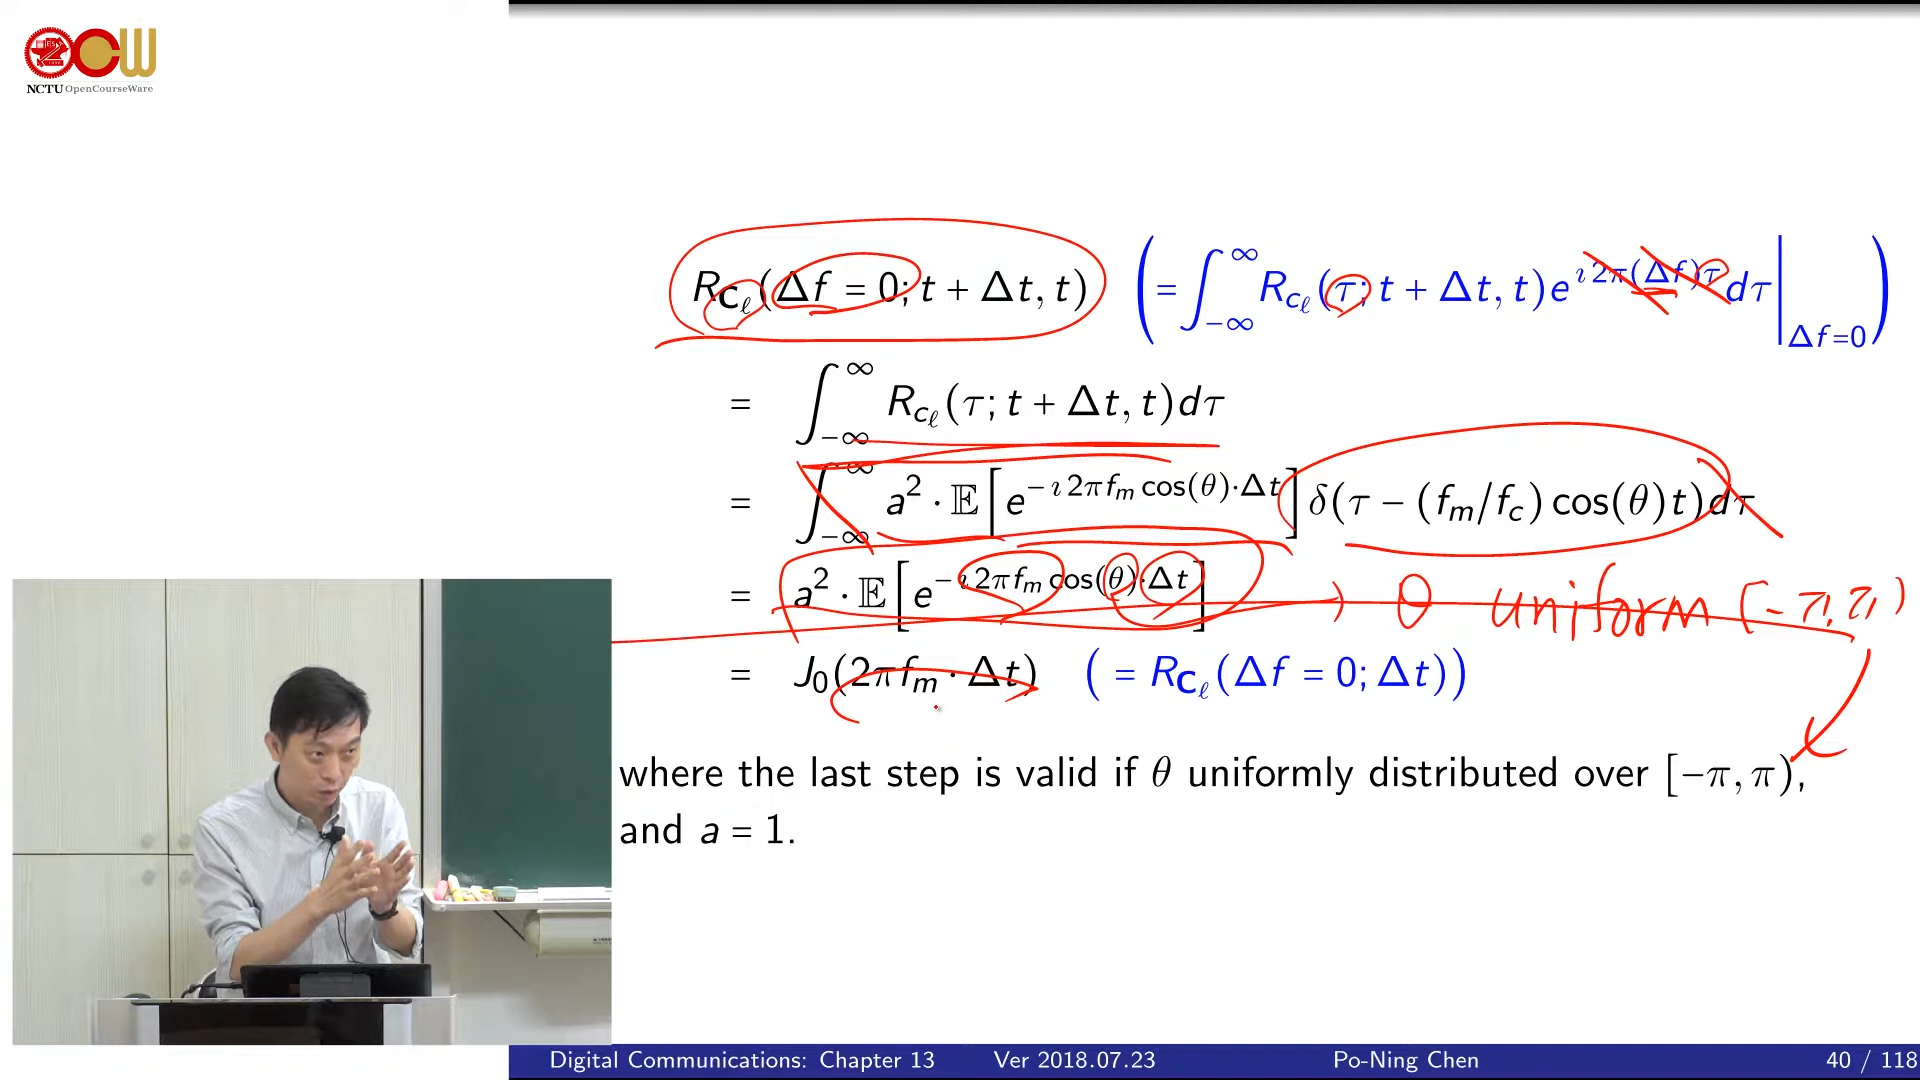 OCW
NCTU OpenCourseWare
R_{C_ℓ}(Δf = 0; t + Δt, t) ( = ∫_{−∞}^{∞} R_{c_ℓ}(τ; t + Δt, t)e^{ı2π(Δf)τ}dτ |_{Δf=0} )
= ∫_{−∞}^{∞} R_{c_ℓ}(τ; t + Δt, t)dτ
= ∫_{−∞}^{∞} a² · 𝔼[e^{−ı2πf_m cos(θ)·Δt}] δ(τ − (f_m/f_c) cos(θ)t)dτ
= a² · 𝔼[e^{−ı2πf_m cos(θ)·Δt}] θ uniform [−π, π)
= J₀(2πf_m · Δt) ( = R_{C_ℓ}(Δf = 0; Δt))
where the last step is valid if θ uniformly distributed over [−π, π),
and a = 1.
Digital Communications: Chapter 13 Ver 2018.07.23 Po-Ning Chen 40 / 118